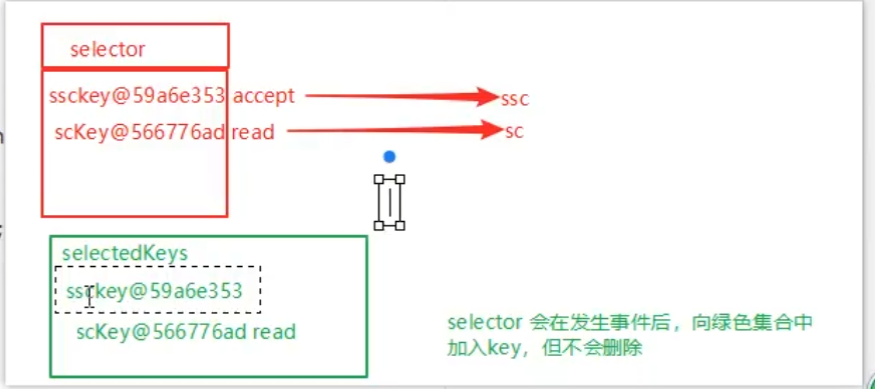 selector
ssckey@59a6e353 accept
ssc
scKey@566776ad read
sc
selectedKeys
ssckey@59a6e353
scKey@566776ad read
selector 会在发生事件后，向绿色集合中
加入key，但不会删除